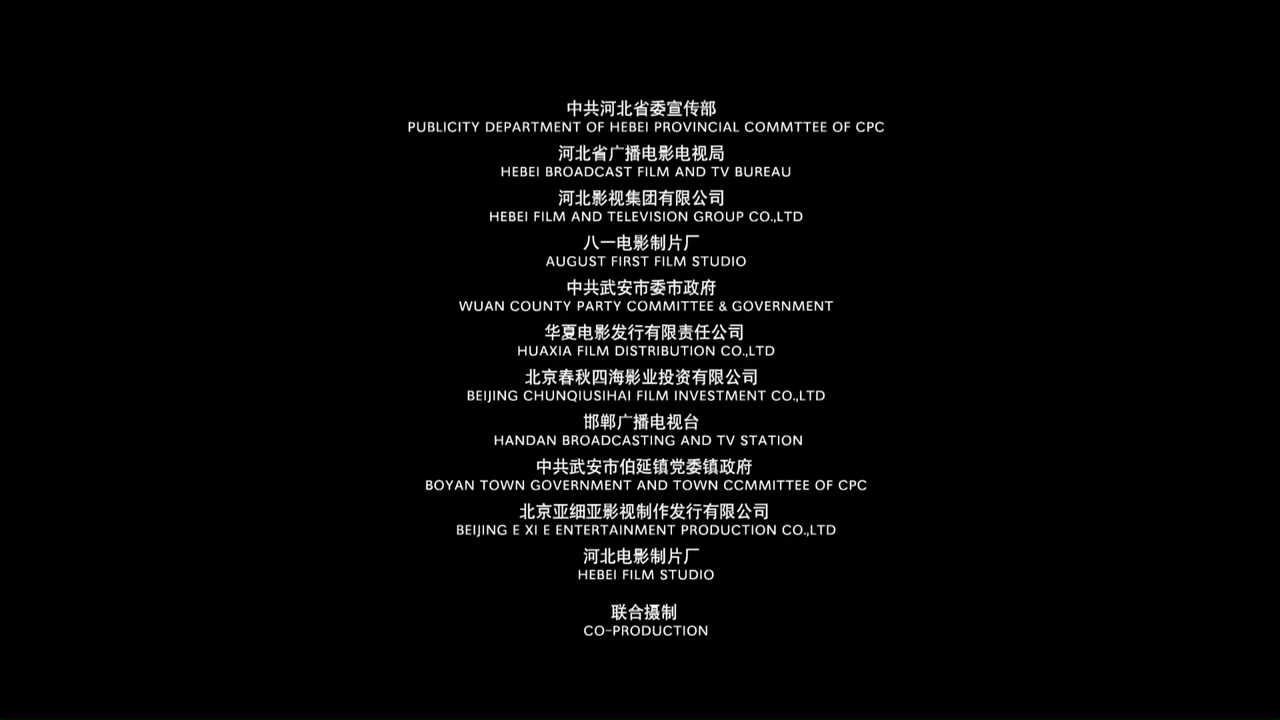 中共河北省委宣传部
PUBLICITY DEPARTMENT OF HEBEI PROVINCIAL COMMTTEE OF CPC
河北省广播电影电视局
HEBEI BROADCAST FILM AND TV BUREAU
河北影视集团有限公司
HEBEI FILM AND TELEVISION GROUP CO.,LTD
八一电影制片厂
AUGUST FIRST FILM STUDIO
中共武安市委市政府
WUAN COUNTY PARTY COMMITTEE & GOVERNMENT
华夏电影发行有限责任公司
HUAXIA FILM DISTRIBUTION CO.,LTD
北京春秋四海影业投资有限公司
BEIJING CHUNQIUSIHAI FILM INVESTMENT CO.,LTD
邯郸广播电视台
HANDAN BROADCASTING AND TV STATION
中共武安市伯延镇党委镇政府
BOYAN TOWN GOVERNMENT AND TOWN CCMMITTEE OF CPC
北京亚细亚影视制作发行有限公司
BEIJING E XI E ENTERTAINMENT PRODUCTION CO.,LTD
河北电影制片厂
HEBEI FILM STUDIO
联合摄制
CO-PRODUCTION